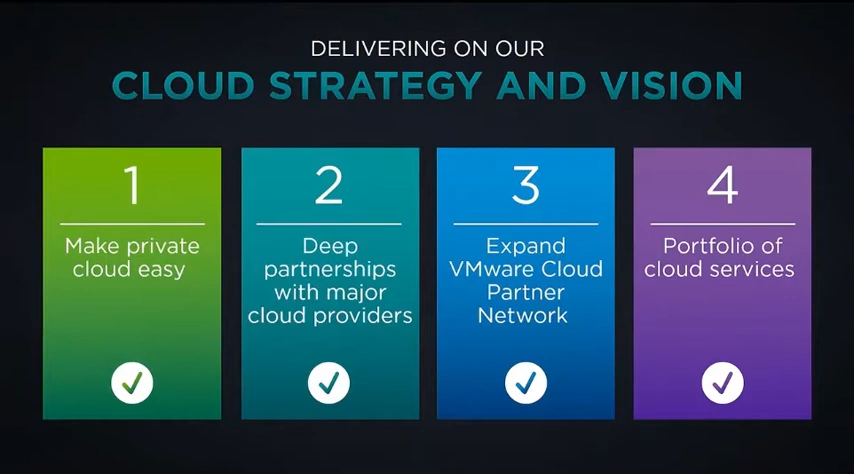 DELIVERING ON OUR
CLOUD STRATEGY AND VISION
1
Make private
cloud easy
2
Deep
partnerships
with major
cloud providers
3
Expand
VMware Cloud
Partner
Network
4
Portfolio of
cloud services